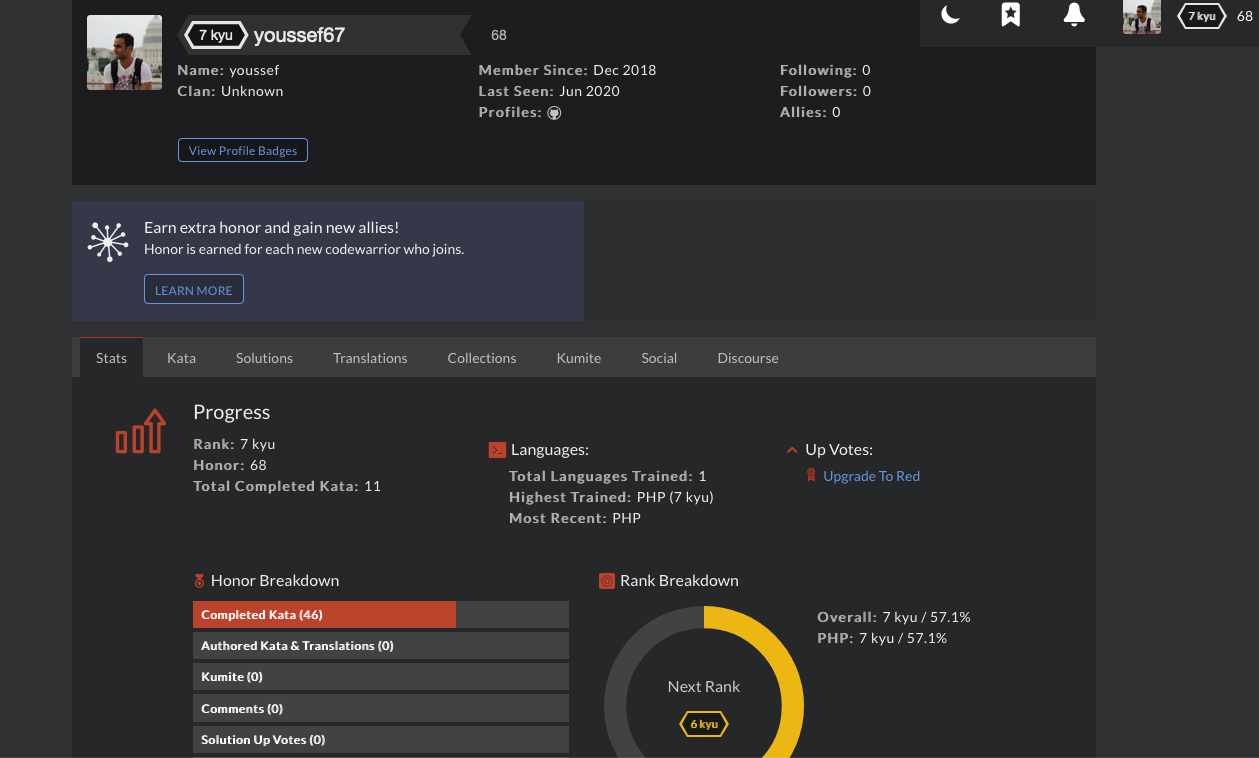 7 kyu youssef67 68
7 kyu 68
Name: youssef Member Since: Dec 2018 Following: 0
Clan: Unknown Last Seen: Jun 2020 Followers: 0
Profiles: Allies: 0
View Profile Badges
Earn extra honor and gain new allies!
Honor is earned for each new codewarrior who joins.
LEARN MORE
Stats Kata Solutions Translations Collections Kumite Social Discourse
Progress
Rank: 7 kyu
Honor: 68
Total Completed Kata: 11
Languages:
Total Languages Trained: 1
Highest Trained: PHP (7 kyu)
Most Recent: PHP
Up Votes:
Upgrade To Red
Honor Breakdown
Completed Kata (46)
Authored Kata & Translations (0)
Kumite (0)
Comments (0)
Solution Up Votes (0)
Rank Breakdown
Next Rank
6 kyu
Overall: 7 kyu / 57.1%
PHP: 7 kyu / 57.1%